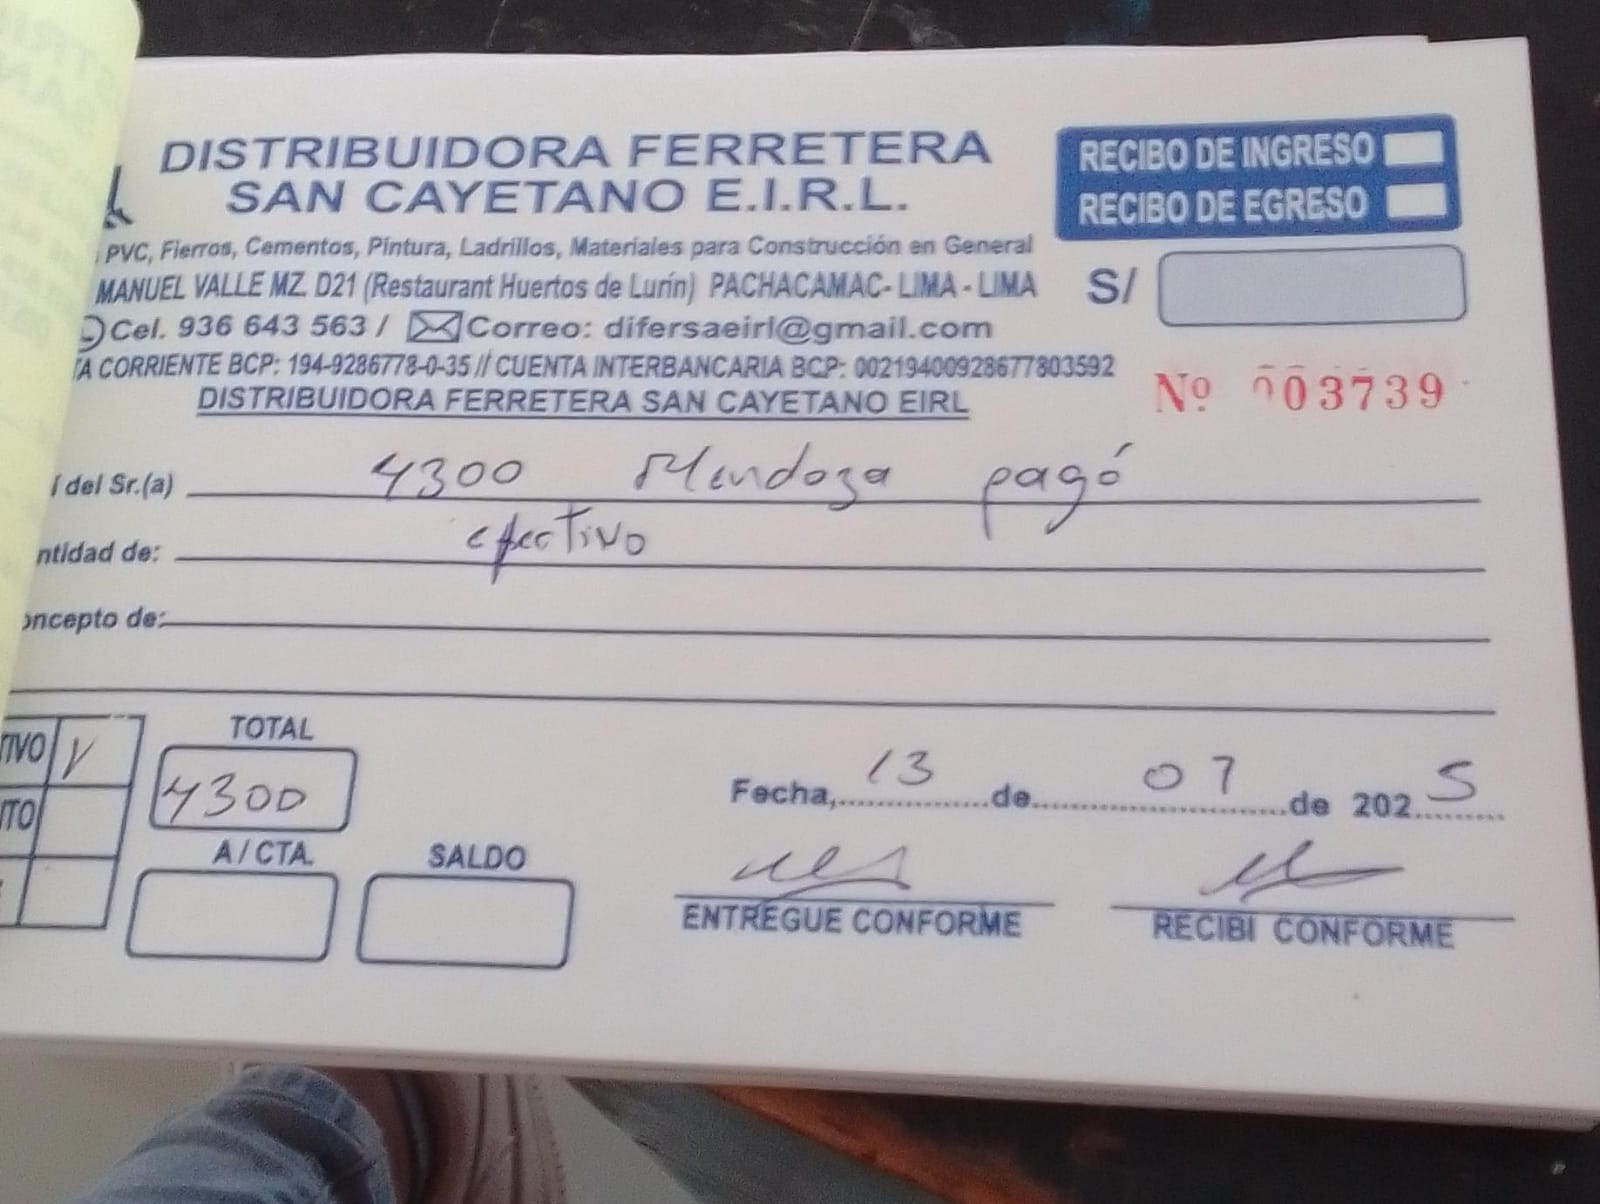 DISTRIBUIDORA FERRETERA
SAN CAYETANO E.I.R.L.
PVC, Fierros, Cementos, Pintura, Ladrillos, Materiales para Construcción en General
MANUEL VALLE MZ. D21 (Restaurant Huertos de Lurín) PACHACAMAC- LIMA - LIMA
Cel. 936 643 563 / Correo: difersaeirl@gmail.com
TA CORRIENTE BCP: 194-9286778-0-35 // CUENTA INTERBANCARIA BCP: 00219400928677803592
DISTRIBUIDORA FERRETERA SAN CAYETANO EIRL
RECIBO DE INGRESO
RECIBO DE EGRESO
S/
Nº 003739
del Sr.(a) 4300 Mendoza pagó
ntidad de: efectivo
oncepto de:
TIVO V
ITO
TOTAL
4300
A/CTA. SALDO
Fecha, 13 de 07 de 2025
ENTREGUE CONFORME RECIBI CONFORME